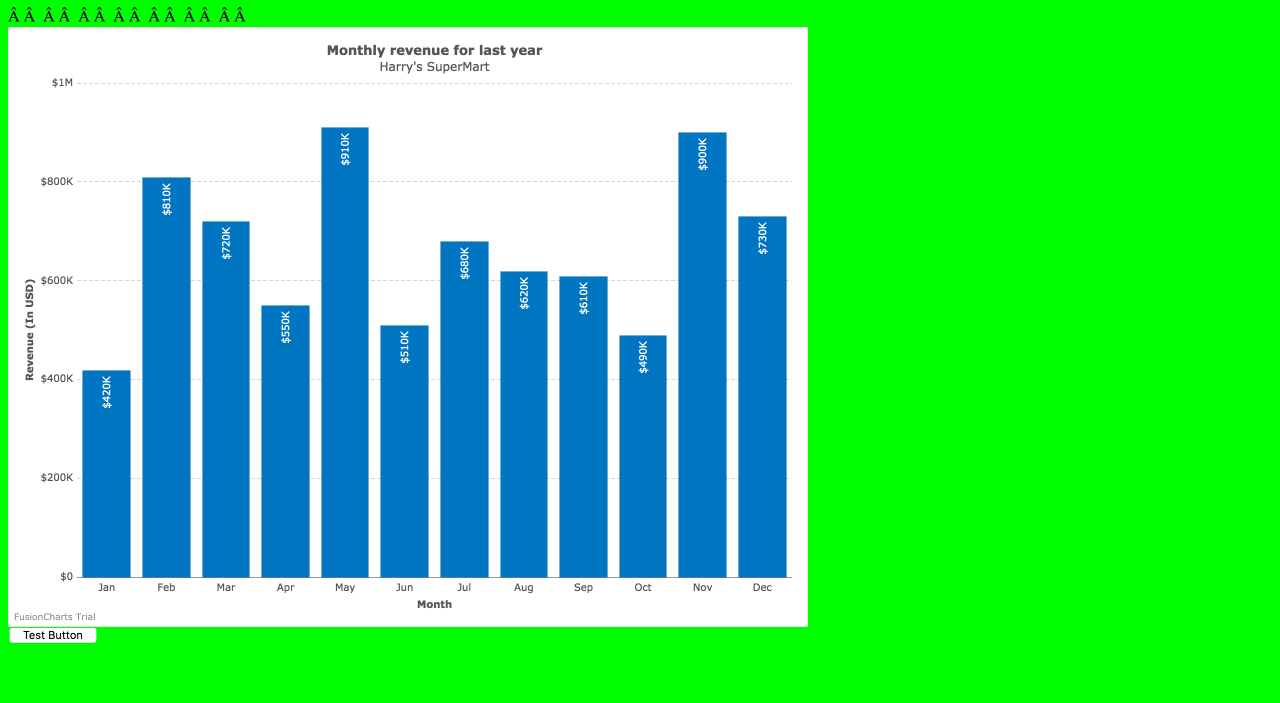 Â Â  Â Â  Â Â  Â Â  Â Â  Â Â  Â Â
Monthly revenue for last year
Harry's SuperMart
$1M
$800K
$600K
$400K
$200K
$0
Revenue (In USD)
$420K
$810K
$720K
$550K
$910K
$510K
$680K
$620K
$610K
$490K
$900K
$730K
Jan Feb Mar Apr May Jun Jul Aug Sep Oct Nov Dec
Month
FusionCharts Trial
Test Button